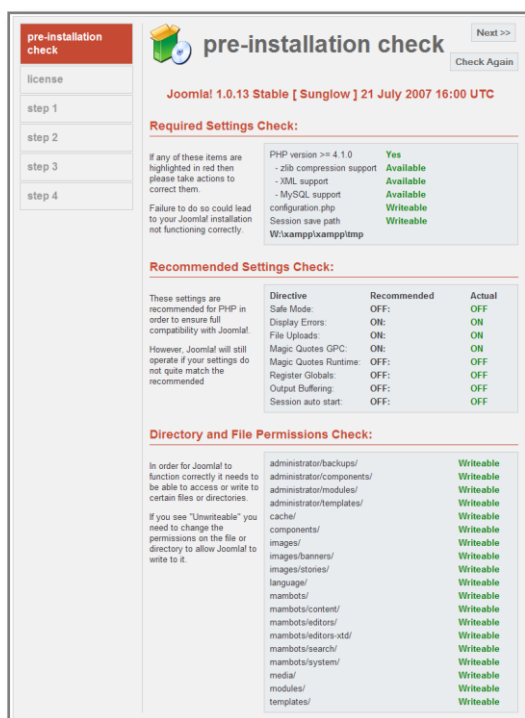 pre-installation
check
license
step 1
step 2
step 3
step 4
pre-installation check
Next >>
Check Again
Joomla! 1.0.13 Stable [ Sunglow ] 21 July 2007 16:00 UTC
Required Settings Check:
If any of these items are
highlighted in red then
please take actions to
correct them.
Failure to do so could lead
to your Joomla! installation
not functioning correctly.
PHP version >= 4.1.0 Yes
- zlib compression support Available
- XML support Available
- MySQL support Available
configuration.php Writeable
Session save path Writeable
W:\xampp\xampp\tmp
Recommended Settings Check:
These settings are
recommended for PHP in
order to ensure full
compatibility with Joomla!.
However, Joomla! will still
operate if your settings do
not quite match the
recommended
Directive Recommended Actual
Safe Mode: OFF: OFF
Display Errors: ON: ON
File Uploads: ON: ON
Magic Quotes GPC: ON: ON
Magic Quotes Runtime: OFF: OFF
Register Globals: OFF: OFF
Output Buffering: OFF: OFF
Session auto start: OFF: OFF
Directory and File Permissions Check:
In order for Joomla! to
function correctly it needs to
be able to access or write to
certain files or directories.
If you see "Unwriteable" you
need to change the
permissions on the file or
directory to allow Joomla! to
write to it.
administrator/backups/ Writeable
administrator/components/ Writeable
administrator/modules/ Writeable
administrator/templates/ Writeable
cache/ Writeable
components/ Writeable
images/ Writeable
images/banners/ Writeable
images/stories/ Writeable
language/ Writeable
mambots/ Writeable
mambots/content/ Writeable
mambots/editors/ Writeable
mambots/editors-xtd/ Writeable
mambots/search/ Writeable
mambots/system/ Writeable
media/ Writeable
modules/ Writeable
templates/ Writeable